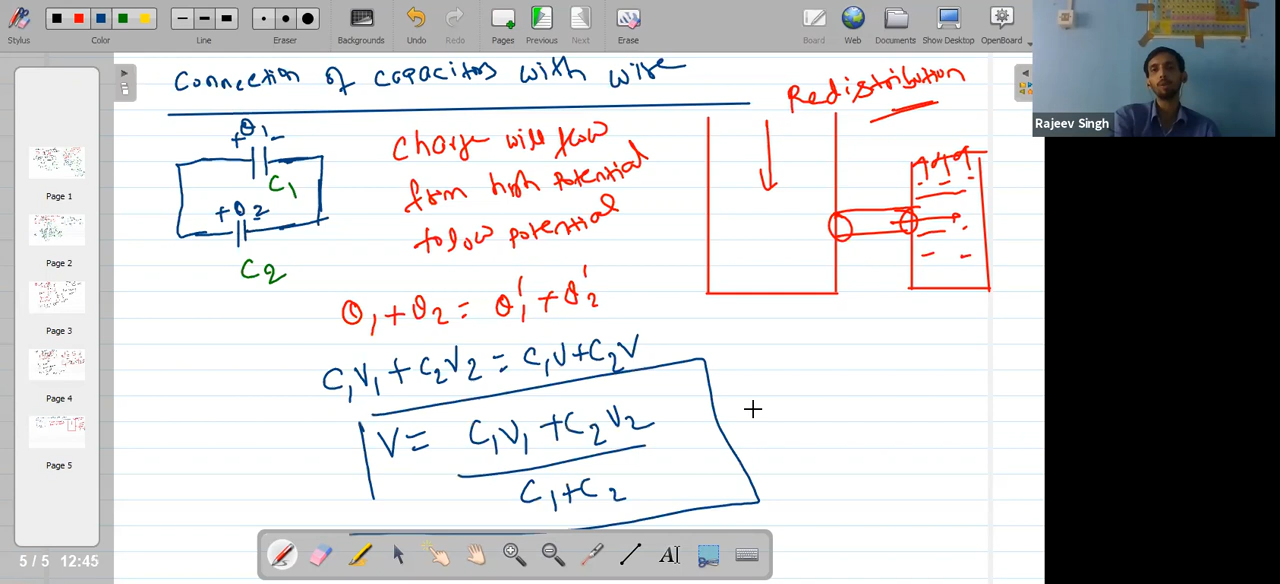 Stylus
Color
Line
Eraser
Backgrounds
Undo
Redo
Pages
Previous
Next
Erase
Board
Web
Documents
Show Desktop
OpenBoard
Rajeev Singh
Connection of capacitors with wire
Redistribution
+Q1-
C1
+Q2
C2
Charge will flow
from high potential
to low potential
Q1+Q2 = Q1'+Q2'
C1V1+C2V2 = C1V+C2V
V = C1V1+C2V2
C1+C2
Page 1
Page 2
Page 3
Page 4
Page 5
5 / 5 12:45